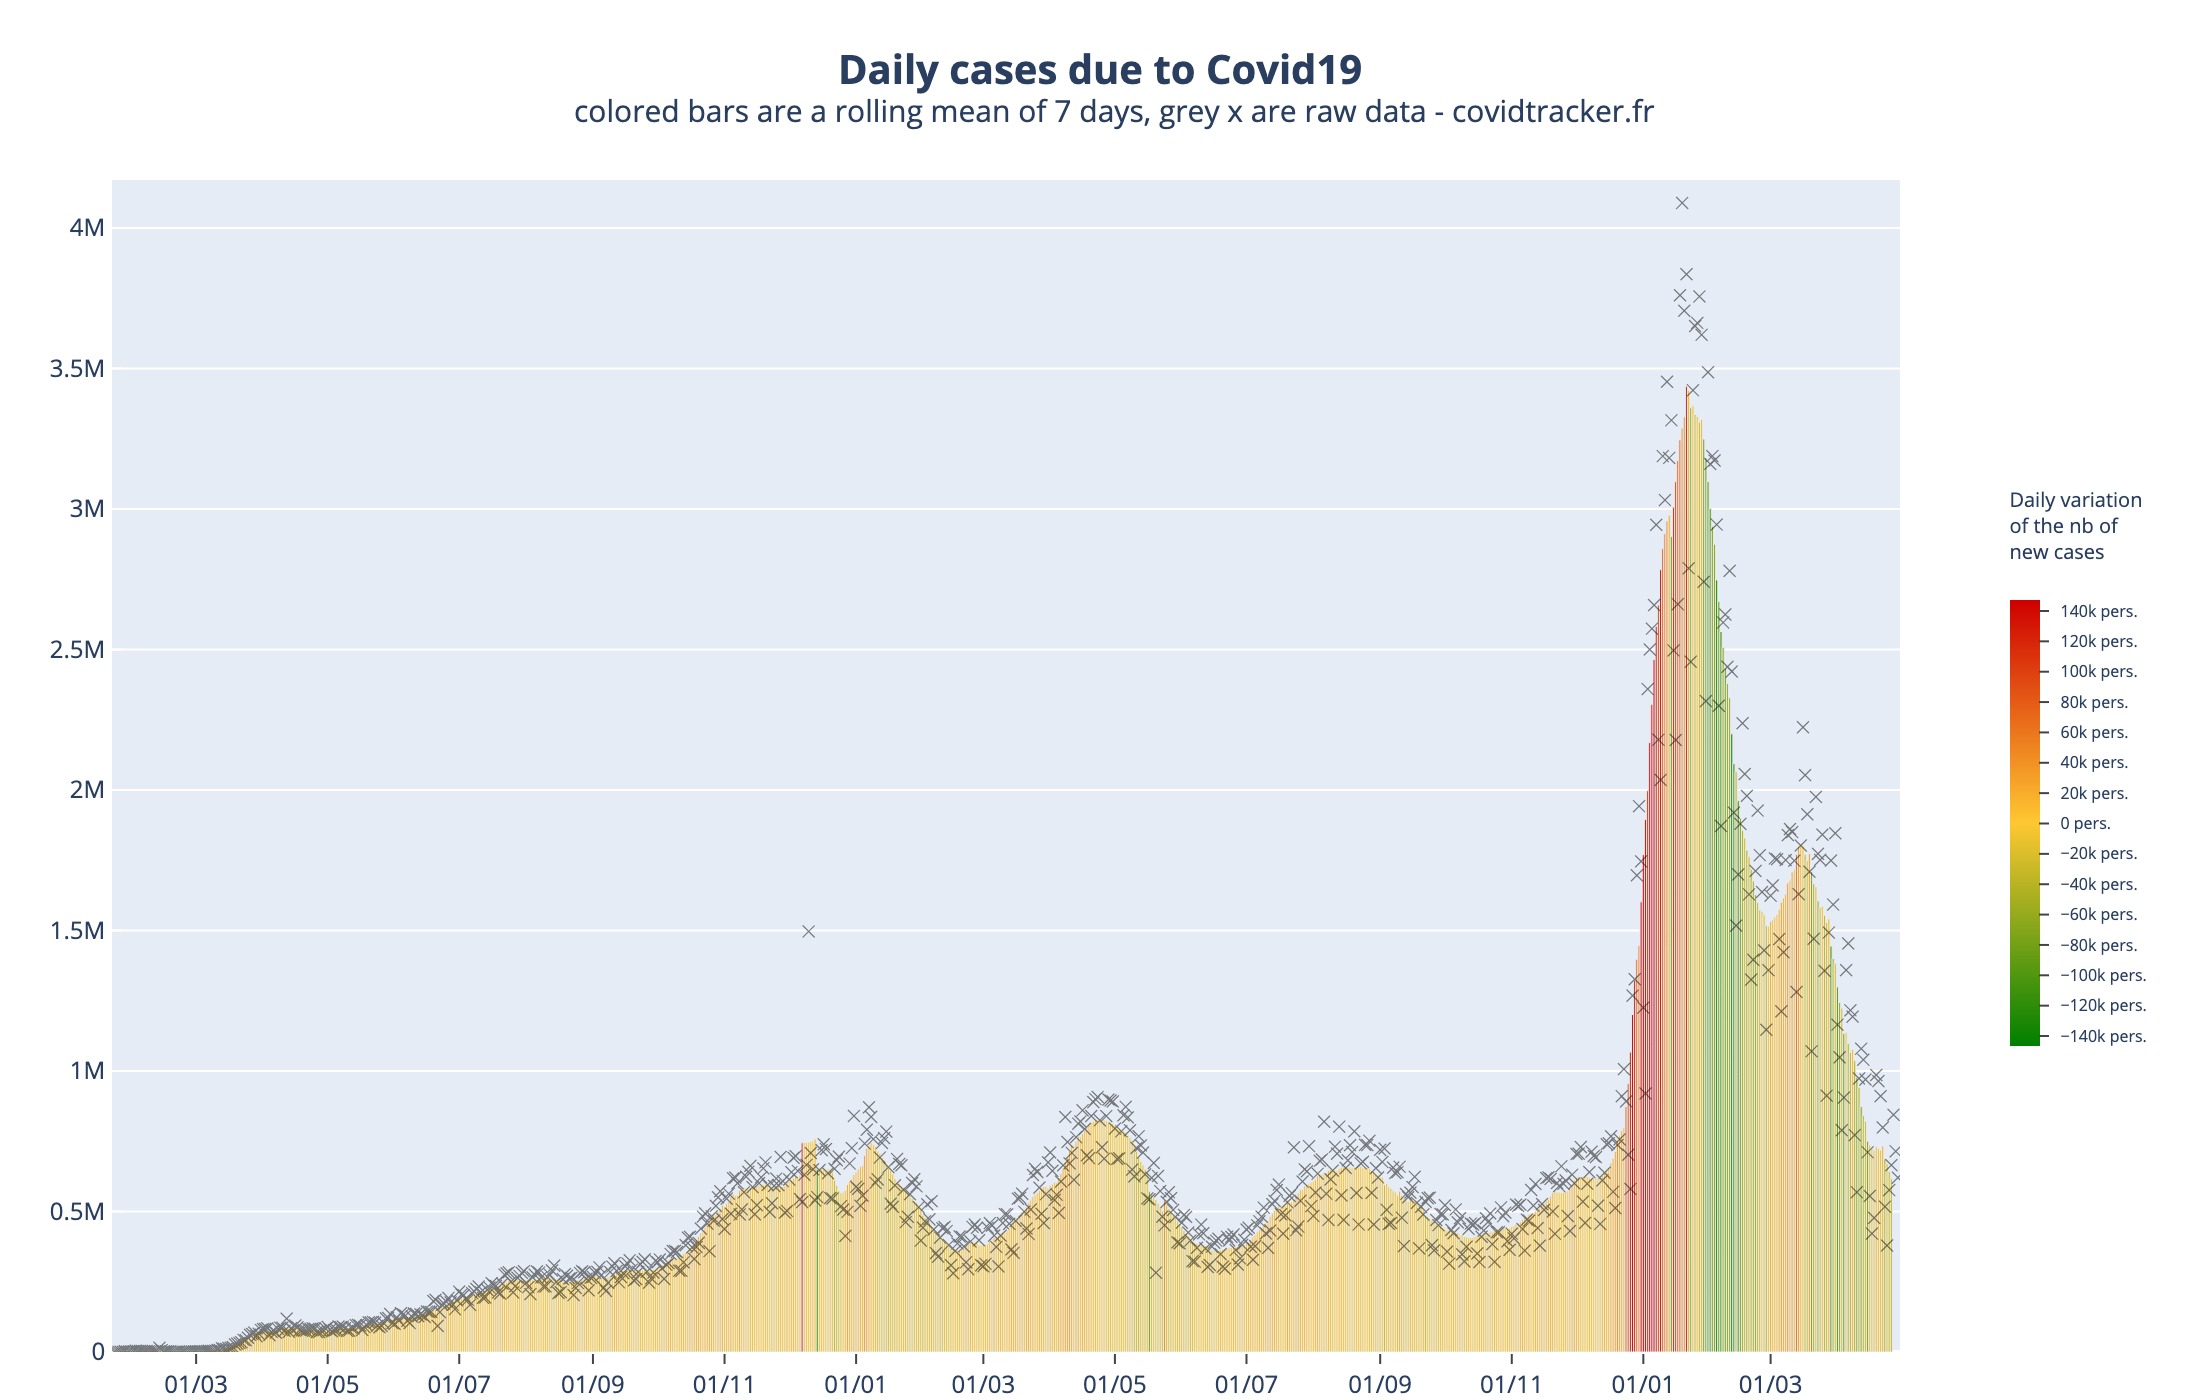 Daily cases due to Covid19
colored bars are a rolling mean of 7 days, grey x are raw data - covidtracker.fr
4M
3.5M
3M
2.5M
2M
1.5M
1M
0.5M
0
01/03
01/05
01/07
01/09
01/11
01/01
01/03
01/05
01/07
01/09
01/11
01/01
01/03
Daily variation
of the nb of
new cases
140k pers.
120k pers.
100k pers.
80k pers.
60k pers.
40k pers.
20k pers.
0 pers.
−20k pers.
−40k pers.
−60k pers.
−80k pers.
−100k pers.
−120k pers.
−140k pers.